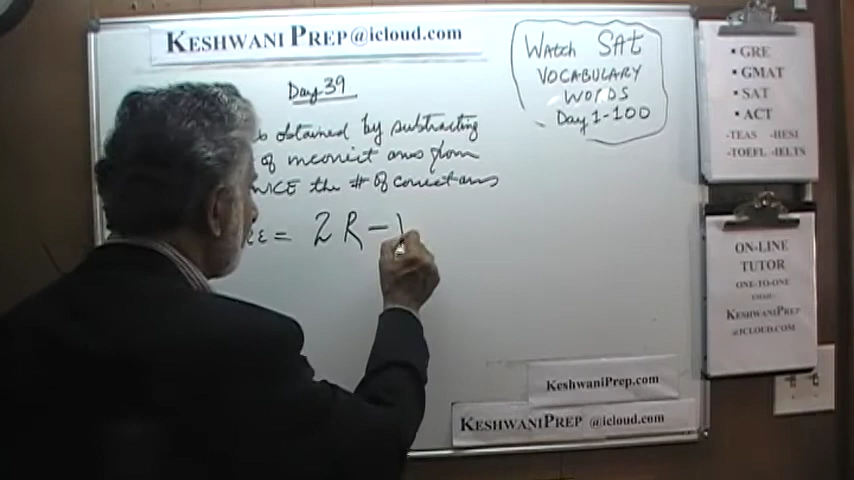 KESHWANI PREP @icloud.com
Day 39
obtained by subtracting
of incorrect ans from
the # of correct ans
= 2R -
WATCH SAT
VOCABULARY
WORDS
Day 1-100
▪ GRE
▪ GMAT
▪ SAT
▪ ACT
-TEAS -HESI
-TOEFL -IELTS
ON-LINE
TUTOR
ONE-TO-ONE
KESHWANIPREP
@ICLOUD.COM
KeshwaniPrep.com
KESHWANIPREP @icloud.com